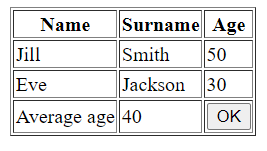 Name Surname Age
Jill Smith 50
Eve Jackson 30
Average age 40 OK